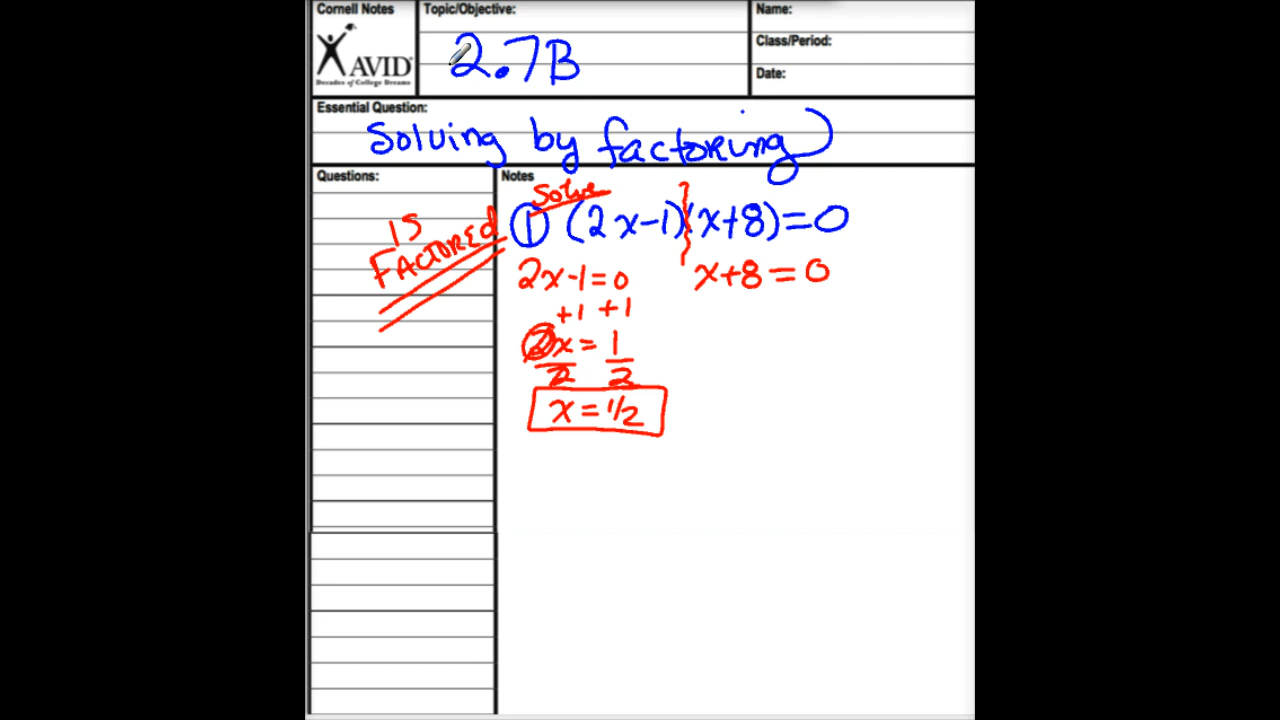 Cornell Notes
AVID
Decades of College Dreams
Topic/Objective:
2.7B
Name:
Class/Period:
Date:
Essential Question:
Solving by factoring
Questions:
IS
FACTORED
Notes
Solve
① (2x-1)(x+8)=0
2x-1=0 x+8=0
+1 +1
2x = 1
2 2
x = 1/2